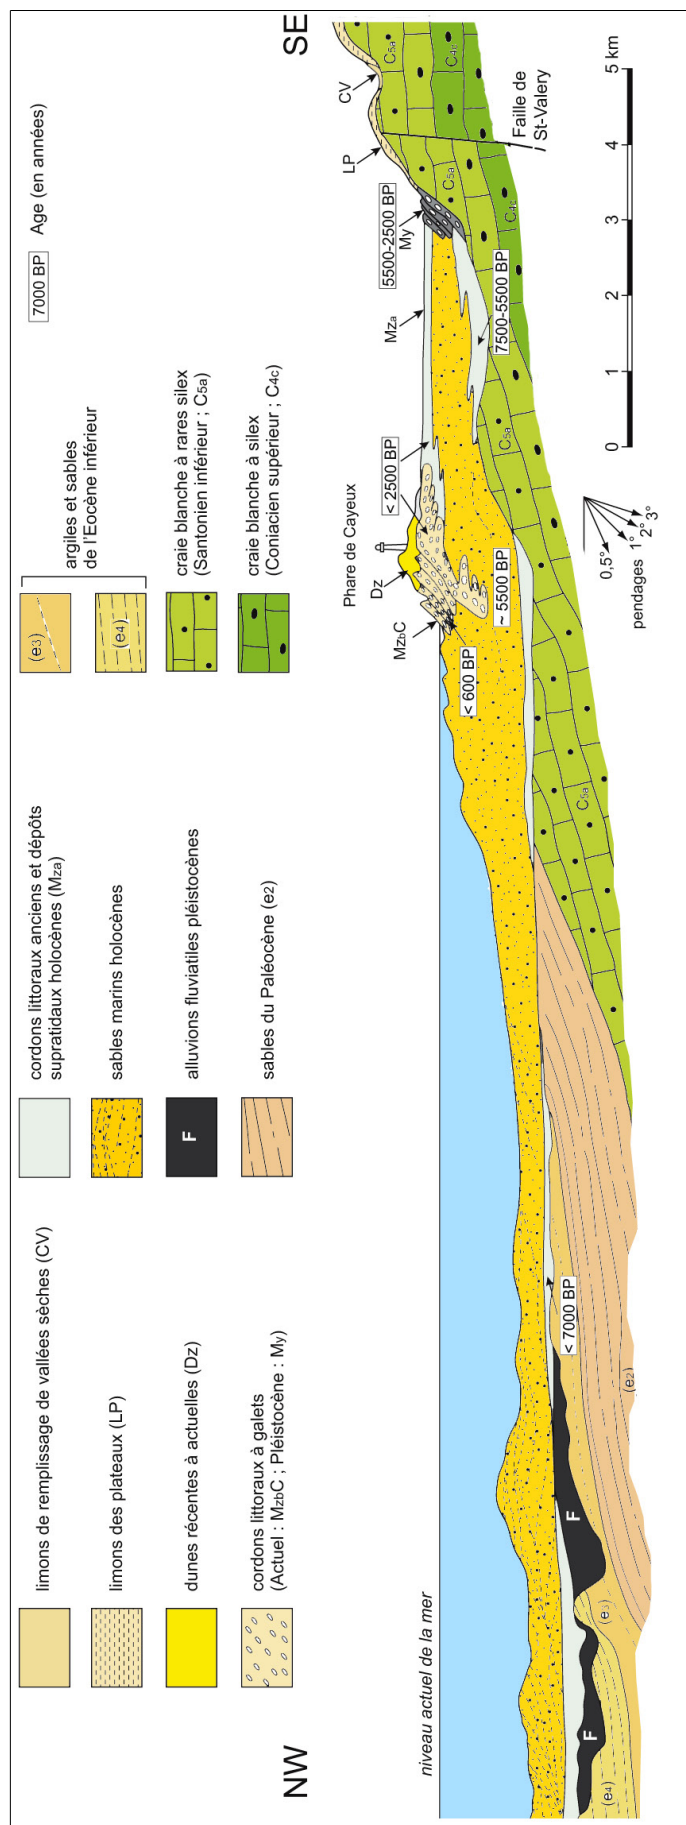 limons de remplissage de vallées sèches (CV)
limons des plateaux (LP)
dunes récentes à actuelles (Dz)
cordons littoraux à galets
(Actuel : MzbC ; Pléistocène : My)
cordons littoraux anciens et dépôts
supratidaux holocènes (Mza)
sables marins holocènes
F
alluvions fluviatiles pléistocènes
sables du Paléocène (e2)
(e3)
(e4)
argiles et sables
de l'Eocène inférieur
craie blanche à rares silex
(Santonien inférieur ; C5a)
craie blanche à silex
(Coniacien supérieur ; C4c)
7000 BP
Age (en années)
NW
SE
niveau actuel de la mer
Phare de Cayeux
Dz
MzbC
< 600 BP
~ 5500 BP
< 2500 BP
Mza
5500-2500 BP
My
LP
CV
7500-5500 BP
< 7000 BP
Faille de
St-Valery
C5a
C4c
C5a
C4c
C5a
C5a
(e2)
(e3)
(e4)
F
F
pendages
0,5°
1°
2°
3°
0
1
2
3
4
5 km